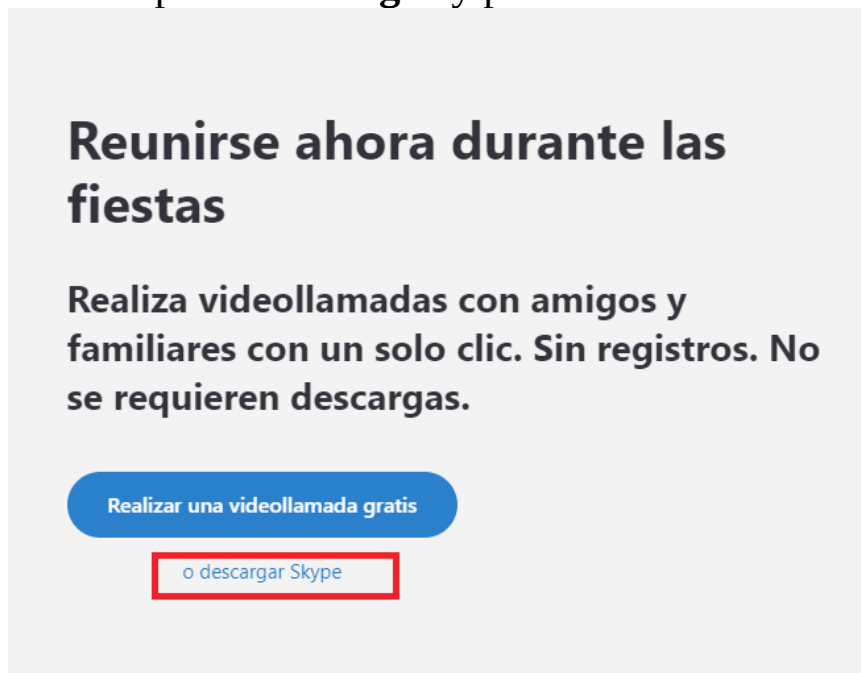 Reunirse ahora durante las
fiestas
Realiza videollamadas con amigos y
familiares con un solo clic. Sin registros. No
se requieren descargas.
Realizar una videollamada gratis
o descargar Skype